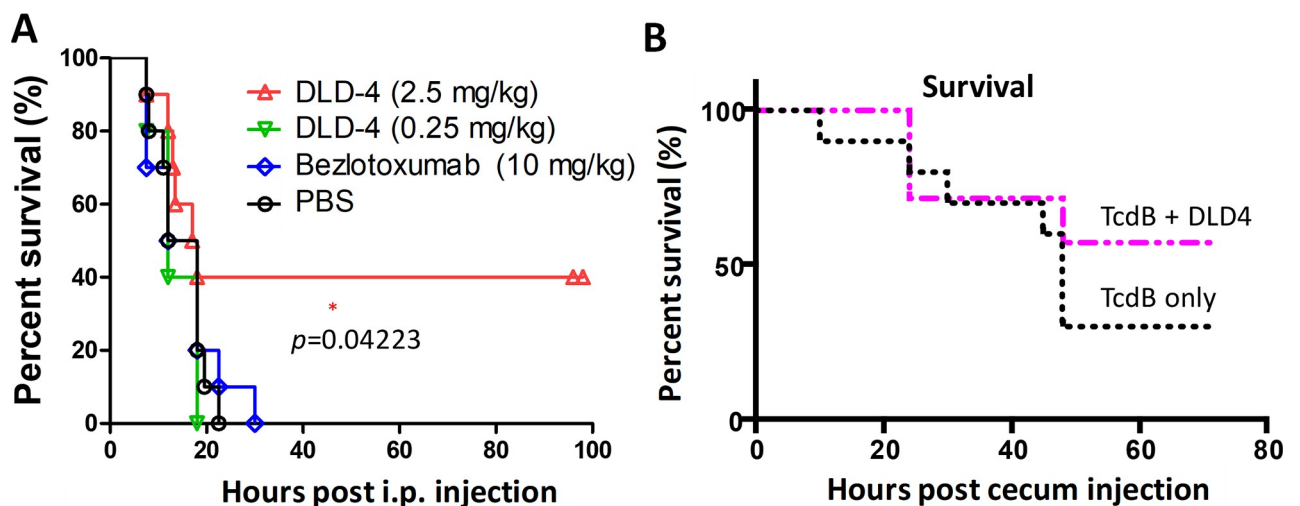 A
Percent survival (%)
100
80
60
40
20
0
DLD-4 (2.5 mg/kg)
DLD-4 (0.25 mg/kg)
Bezlotoxumab (10 mg/kg)
PBS
*
p=0.04223
0 20 40 60 80 100
Hours post i.p. injection
B
Survival
Percent survival (%)
100
50
0
TcdB + DLD4
TcdB only
0 20 40 60 80
Hours post cecum injection